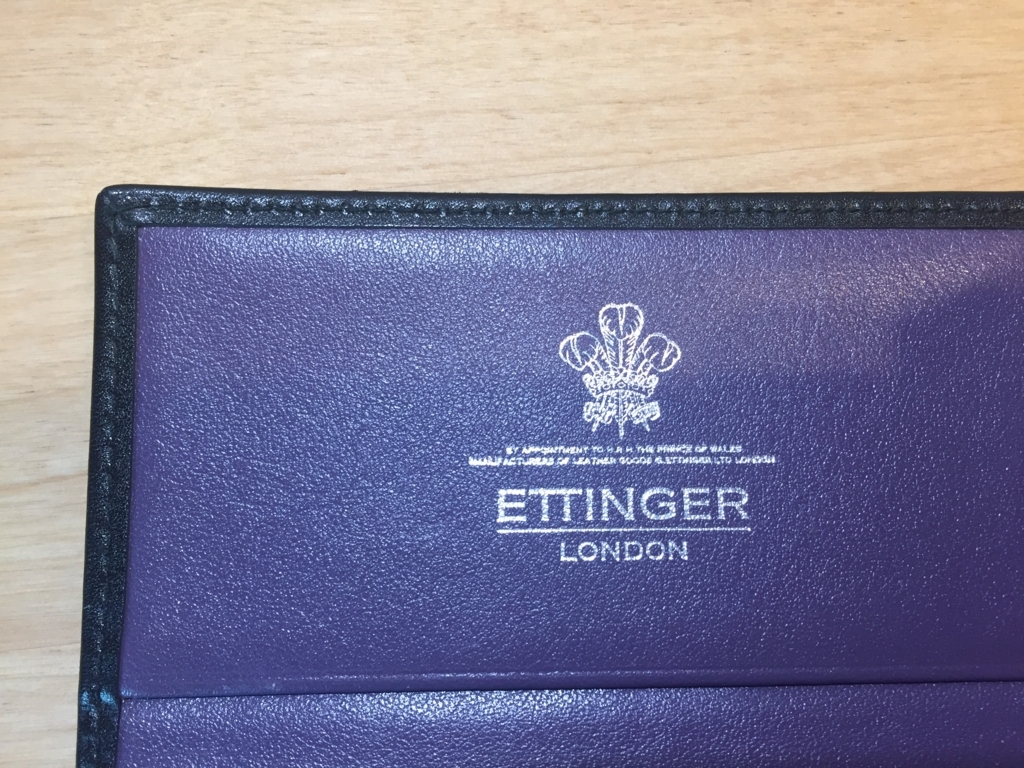 BY APPOINTMENT TO H.R.H. THE PRINCE OF WALES
MANUFACTURERS OF LEATHER GOODS G.ETTINGER LTD LONDON
ETTINGER
LONDON